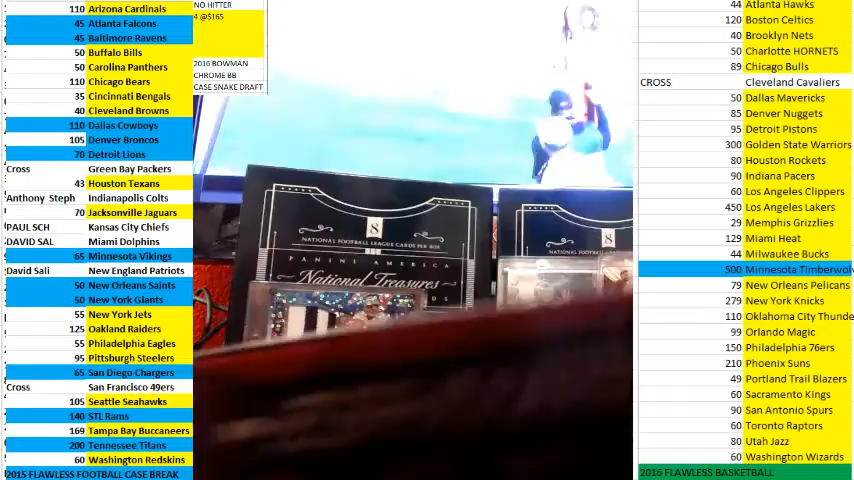 110 Arizona Cardinals
45 Atlanta Falcons
45 Baltimore Ravens
50 Buffalo Bills
50 Carolina Panthers
110 Chicago Bears
35 Cincinnati Bengals
40 Cleveland Browns
110 Dallas Cowboys
105 Denver Broncos
70 Detroit Lions
Cross Green Bay Packers
43 Houston Texans
Anthony Steph Indianapolis Colts
70 Jacksonville Jaguars
PAUL SCH Kansas City Chiefs
DAVID SAL Miami Dolphins
65 Minnesota Vikings
David Sali New England Patriots
50 New Orleans Saints
50 New York Giants
55 New York Jets
125 Oakland Raiders
55 Philadelphia Eagles
95 Pittsburgh Steelers
65 San Diego Chargers
Cross San Francisco 49ers
105 Seattle Seahawks
140 STL Rams
169 Tampa Bay Buccaneers
200 Tennessee Titans
60 Washington Redskins
2015 FLAWLESS FOOTBALL CASE BREAK
NO HITTER
4 @$165
2016 BOWMAN
CHROME BB
CASE SNAKE DRAFT
8
NATIONAL FOOTBALL LEAGUE CARDS PER BOX
PANINI AMERICA
National Treasures
8
NATIONAL FOOTBALL
44 Atlanta Hawks
120 Boston Celtics
40 Brooklyn Nets
50 Charlotte HORNETS
89 Chicago Bulls
CROSS Cleveland Cavaliers
50 Dallas Mavericks
85 Denver Nuggets
95 Detroit Pistons
300 Golden State Warriors
80 Houston Rockets
90 Indiana Pacers
60 Los Angeles Clippers
450 Los Angeles Lakers
29 Memphis Grizzlies
129 Miami Heat
44 Milwaukee Bucks
500 Minnesota Timberwolv
79 New Orleans Pelicans
279 New York Knicks
110 Oklahoma City Thunde
99 Orlando Magic
150 Philadelphia 76ers
210 Phoenix Suns
49 Portland Trail Blazers
60 Sacramento Kings
90 San Antonio Spurs
60 Toronto Raptors
80 Utah Jazz
60 Washington Wizards
2016 FLAWLESS BASKETBALL